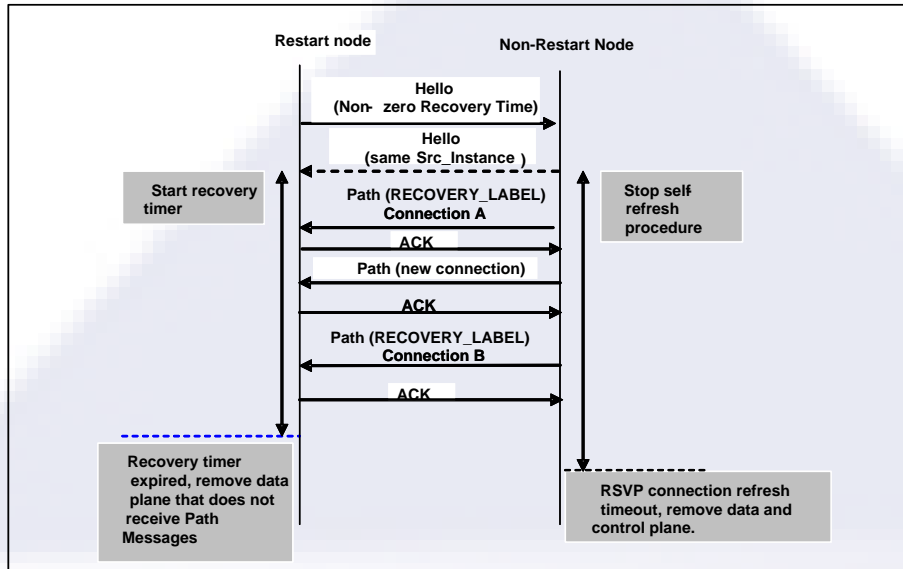 Restart node
Non-Restart Node
Hello
(Non- zero Recovery Time)
Hello
(same Src_Instance )
Start recovery
timer
Stop self-
refresh
procedure
Path (RECOVERY_LABEL)
Connection A
ACK
Path (new connection)
ACK
Path (RECOVERY_LABEL)
Connection B
ACK
Recovery timer
expired, remove data
plane that does not
receive Path
Messages
RSVP connection refresh
timeout, remove data and
control plane.